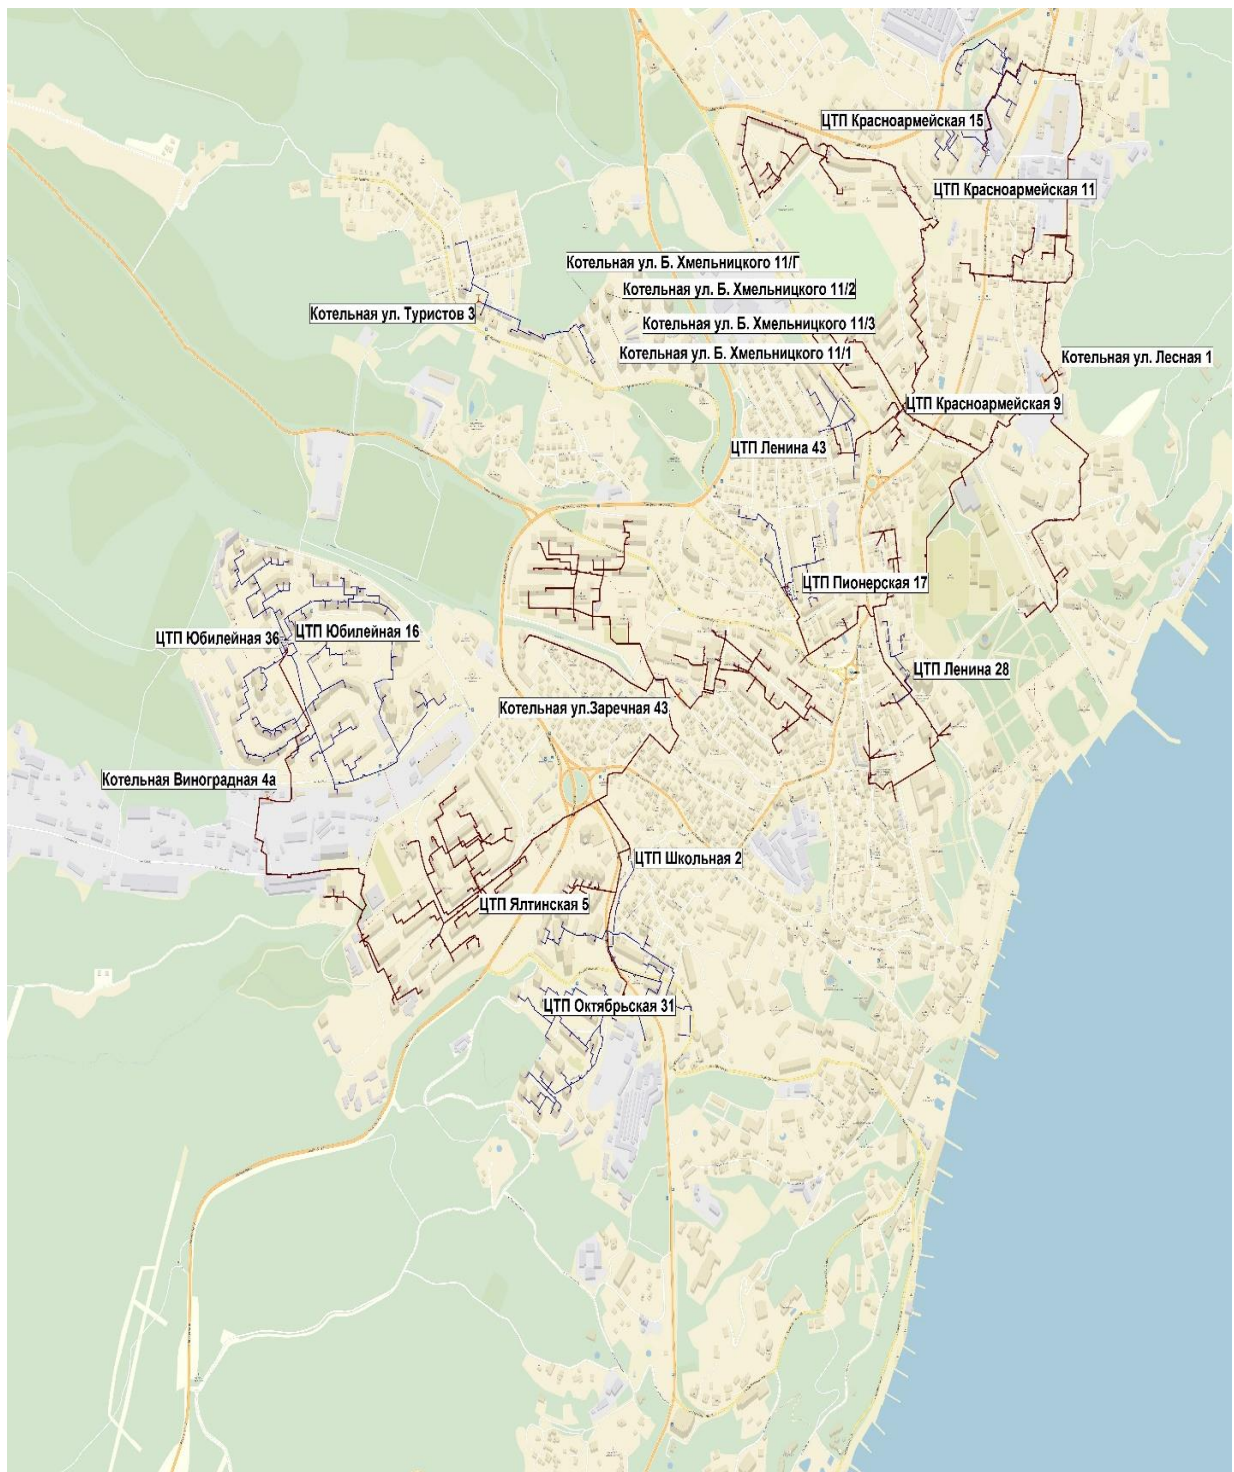 ЦТП Красноармейская 15
ЦТП Красноармейская 11
Котельная ул. Б. Хмельницкого 11/Г
Котельная ул. Б. Хмельницкого 11/2
Котельная ул. Туристов 3
Котельная ул. Б. Хмельницкого 11/3
Котельная ул. Б. Хмельницкого 11/1
Котельная ул. Лесная 1
ЦТП Красноармейская 9
ЦТП Ленина 43
ЦТП Пионерская 17
ЦТП Юбилейная 36
ЦТП Юбилейная 16
ЦТП Ленина 28
Котельная ул.Заречная 43
Котельная Виноградная 4а
ЦТП Школьная 2
ЦТП Ялтинская 5
ЦТП Октябрьская 31